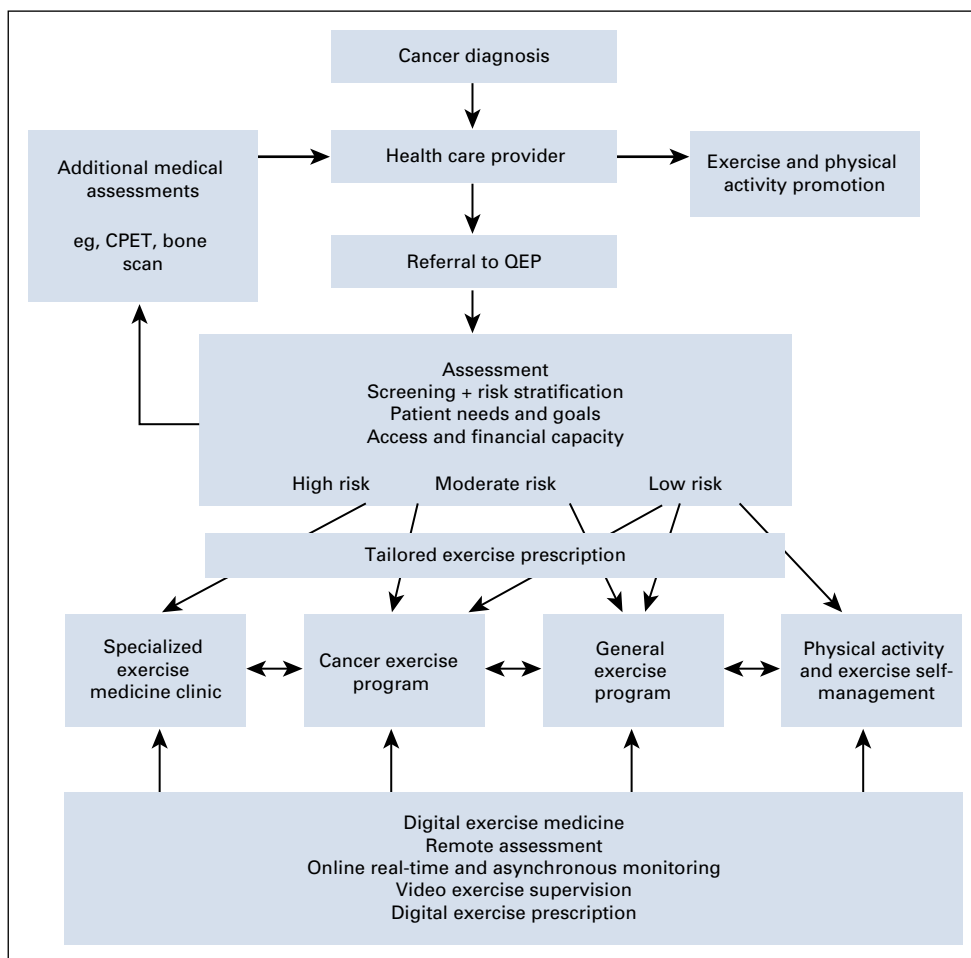 Cancer diagnosis
Additional medical
assessments
eg, CPET, bone
scan
Health care provider
Exercise and physical
activity promotion
Referral to QEP
Assessment
Screening + risk stratification
Patient needs and goals
Access and financial capacity
High risk
Moderate risk
Low risk
Tailored exercise prescription
Specialized
exercise
medicine clinic
Cancer exercise
program
General
exercise
program
Physical activity
and exercise self-
management
Digital exercise medicine
Remote assessment
Online real-time and asynchronous monitoring
Video exercise supervision
Digital exercise prescription